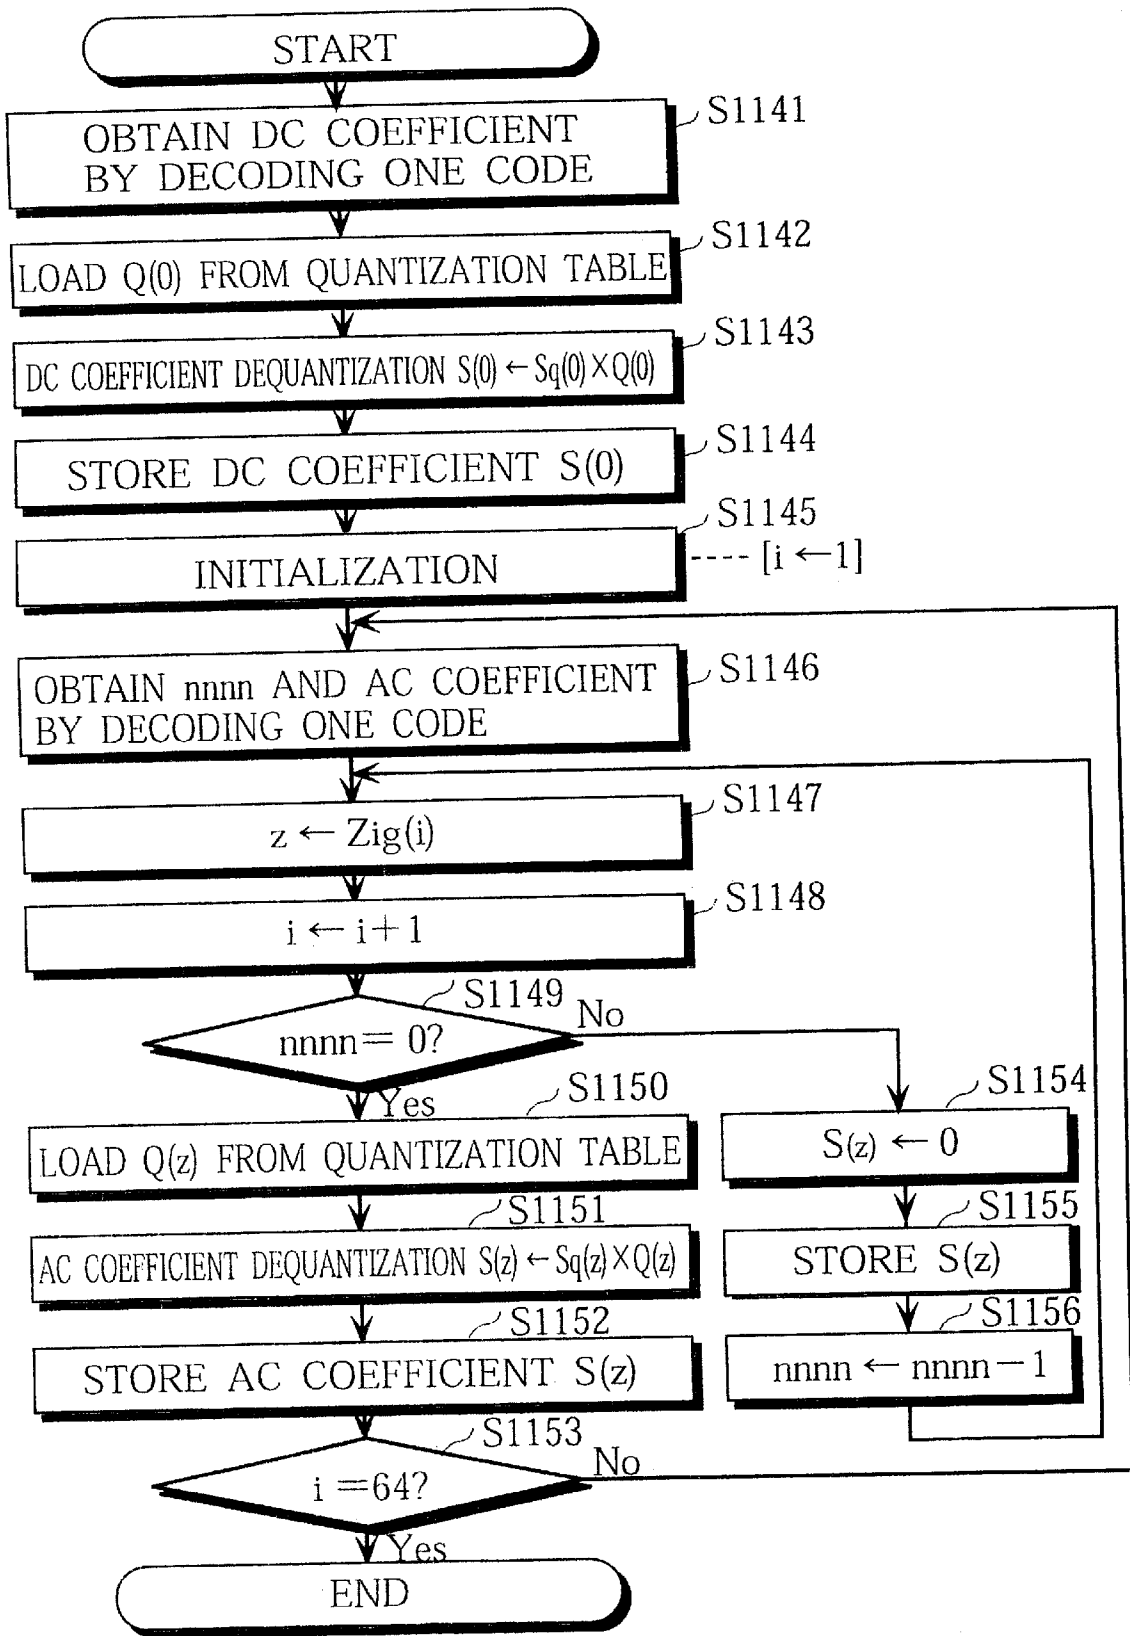 START
S1141
OBTAIN DC COEFFICIENT
BY DECODING ONE CODE
S1142
LOAD Q(0) FROM QUANTIZATION TABLE
S1143
DC COEFFICIENT DEQUANTIZATION S(0) ← Sq(0) × Q(0)
S1144
STORE DC COEFFICIENT S(0)
S1145
INITIALIZATION ---- [i ← 1]
S1146
OBTAIN nnnn AND AC COEFFICIENT
BY DECODING ONE CODE
S1147
z ← Zig(i)
S1148
i ← i + 1
S1149
nnnn = 0?
No
Yes
S1150
LOAD Q(z) FROM QUANTIZATION TABLE
S1151
AC COEFFICIENT DEQUANTIZATION S(z) ← Sq(z) × Q(z)
S1152
STORE AC COEFFICIENT S(z)
S1153
i = 64?
No
Yes
END
S1154
S(z) ← 0
S1155
STORE S(z)
S1156
nnnn ← nnnn − 1